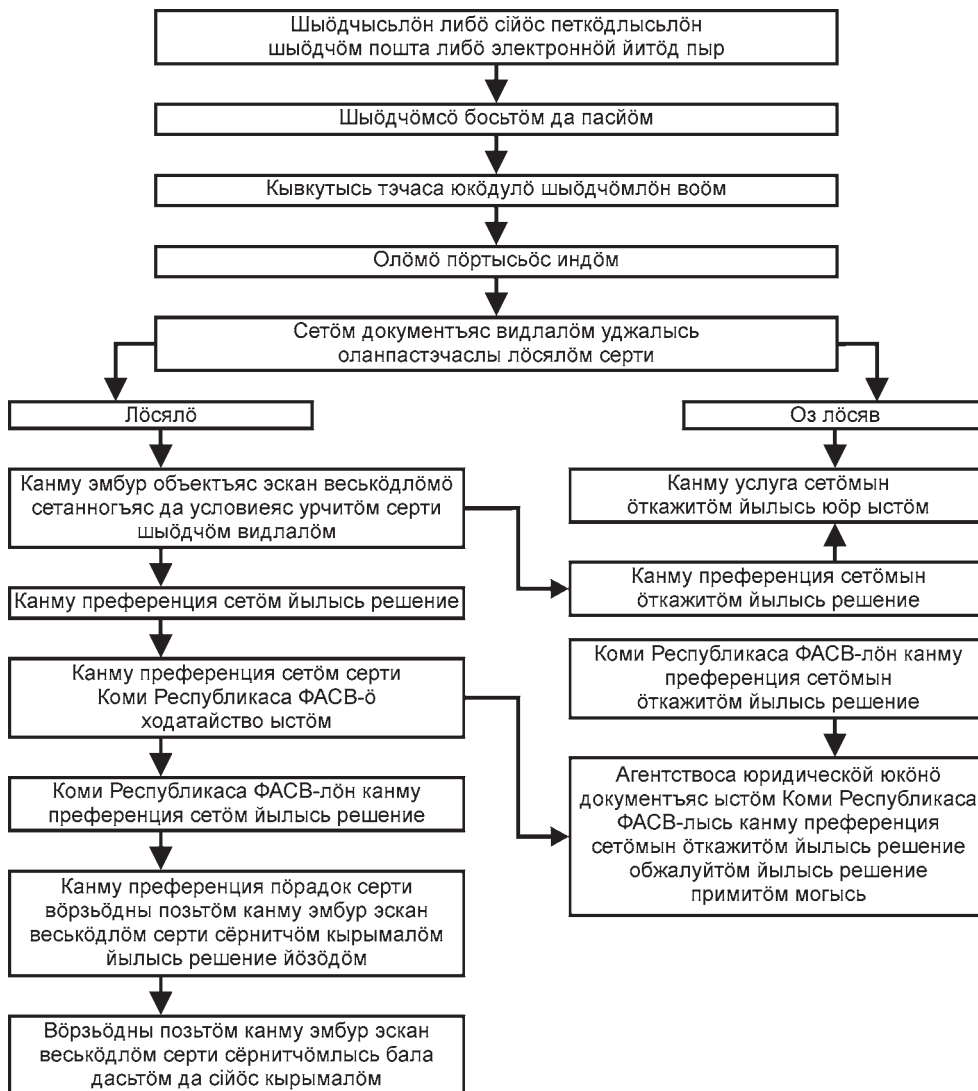 Шыӧдчысьлӧн либӧ сійӧс петкӧдлысьлӧн
шыӧдчӧм пошта либӧ электроннӧй йитӧд пыр
Шыӧдчӧмсӧ босьтӧм да пасйӧм
Кывкутысь тэчаса юкӧдулӧ шыӧдчӧмлӧн воӧм
Олӧмӧ пӧртысьӧс индӧм
Сетӧм документъяс видлалӧм уджалысь
оланпастэчаслы лӧсялӧм серти
Лӧсялӧ
Канму эмбур объектъяс эскан веськӧдлӧмӧ
сетанногъяс да условиеяс урчитӧм серти
шыӧдчӧм видлалӧм
Канму преференция сетӧм йылысь решение
Канму преференция сетӧм серти
Коми Республикаса ФАСВ-ӧ
ходатайство ыстӧм
Коми Республикаса ФАСВ-лӧн канму
преференция сетӧм йылысь решение
Канму преференция пӧрадок серти
вӧрзьӧдны позьтӧм канму эмбур эскан
веськӧдлӧм серти сёрнитчӧм кырымалӧм
йылысь решение йӧзӧдӧм
Вӧрзьӧдны позьтӧм канму эмбур эскан
веськӧдлӧм серти сёрнитчӧмлысь бала
дасьтӧм да сійӧс кырымалӧм
Оз лӧсяв
Канму услуга сетӧмын
ӧткажитӧм йылысь юӧр ыстӧм
Канму преференция сетӧмын
ӧткажитӧм йылысь решение
Коми Республикаса ФАСВ-лӧн канму
преференция сетӧмын
ӧткажитӧм йылысь решение
Агентствоса юридическӧй юкӧнӧ
документъяс ыстӧм Коми Республикаса
ФАСВ-лысь канму преференция
сетӧмын ӧткажитӧм йылысь решение
обжалуйтӧм йылысь решение
примитӧм могысь